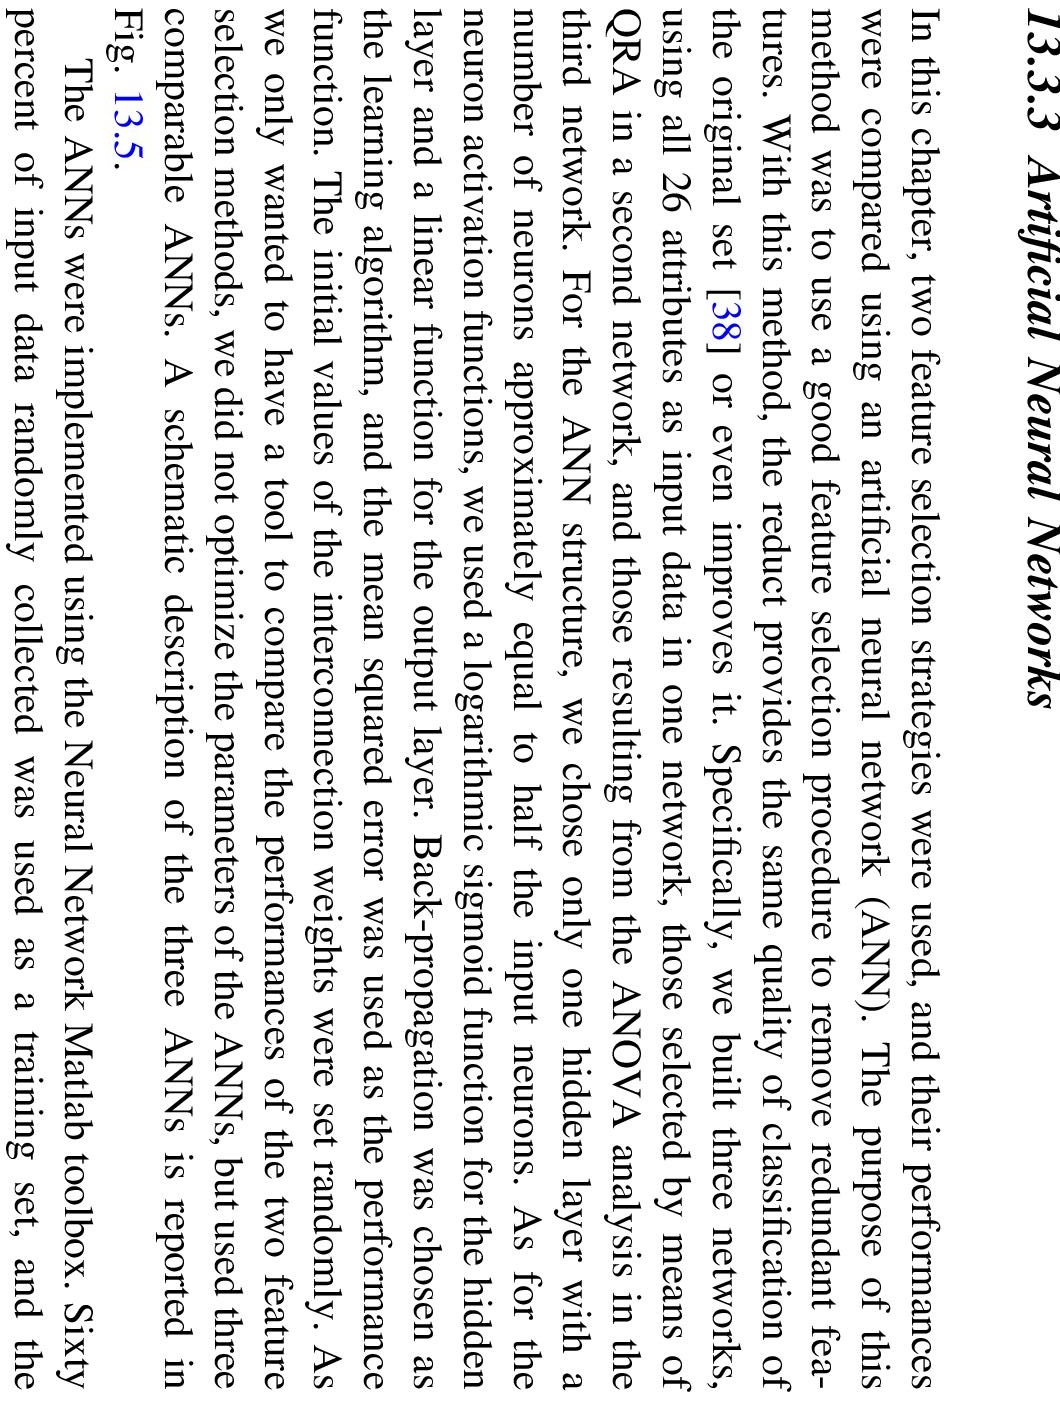 13.3.3 Artificial Neural Networks
In this chapter, two feature selection strategies were used, and their performances
were compared using an artificial neural network (ANN). The purpose of this
method was to use a good feature selection procedure to remove redundant fea-
tures. With this method, the reduct provides the same quality of classification of
the original set [38] or even improves it. Specifically, we built three networks,
using all 26 attributes as input data in one network, those selected by means of
QRA in a second network, and those resulting from the ANOVA analysis in the
third network. For the ANN structure, we chose only one hidden layer with a
number of neurons approximately equal to half the input neurons. As for the
neuron activation functions, we used a logarithmic sigmoid function for the hidden
layer and a linear function for the output layer. Back-propagation was chosen as
the learning algorithm, and the mean squared error was used as the performance
function. The initial values of the interconnection weights were set randomly. As
we only wanted to have a tool to compare the performances of the two feature
selection methods, we did not optimize the parameters of the ANNs, but used three
comparable ANNs. A schematic description of the three ANNs is reported in
Fig. 13.5.
The ANNs were implemented using the Neural Network Matlab toolbox. Sixty
percent of input data randomly collected was used as a training set, and the